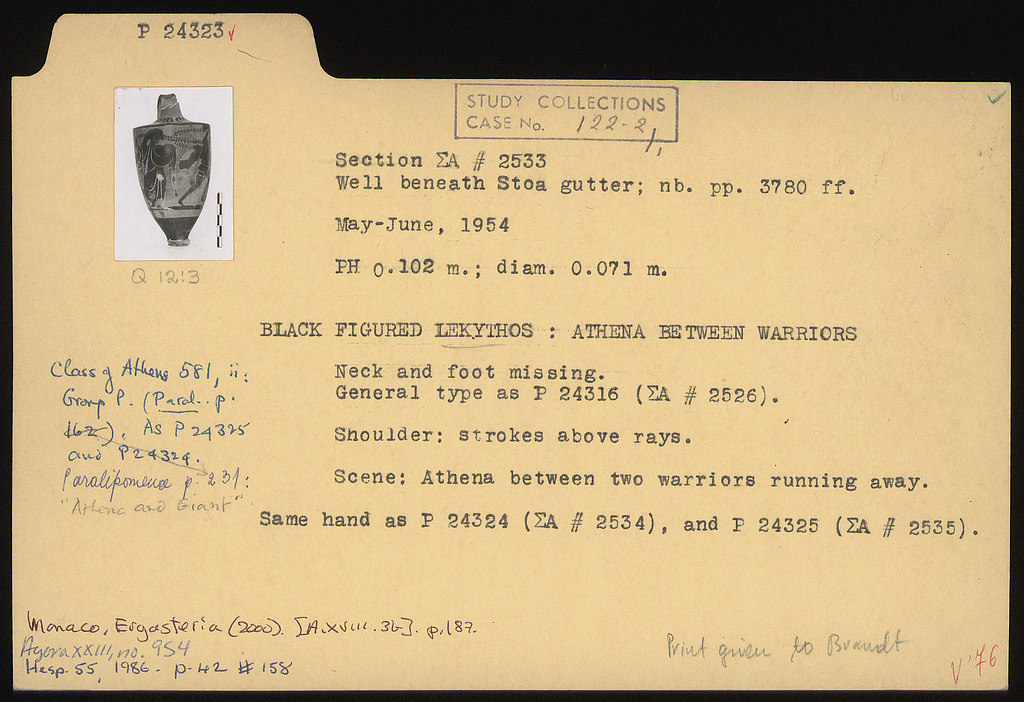 P 24323 ✓
STUDY COLLECTIONS
CASE No. 122-2/1
Section ΣA # 2533
Well beneath Stoa gutter; nb. pp. 3780 ff.
May-June, 1954
PH 0.102 m.; diam. 0.071 m.
Q 12:3
BLACK FIGURED LEKYTHOS : ATHENA BETWEEN WARRIORS
Neck and foot missing.
General type as P 24316 (ΣA # 2526).
Shoulder: strokes above rays.
Scene: Athena between two warriors running away.
Same hand as P 24324 (ΣA # 2534), and P 24325 (ΣA # 2535).
Class of Athens 581, ii:
Group P. (Paral. p.
162). As P 24325
and P 24324.
Paralipomena p. 231:
"Athena and Giant"
Monaco, Ergasteria (2000). [A.XVIII.3b]. p. 187.
Agora XXIII, no. 954
Hesp. 55, 1986. p. 42 # 158
Print given to Brandt
V '76